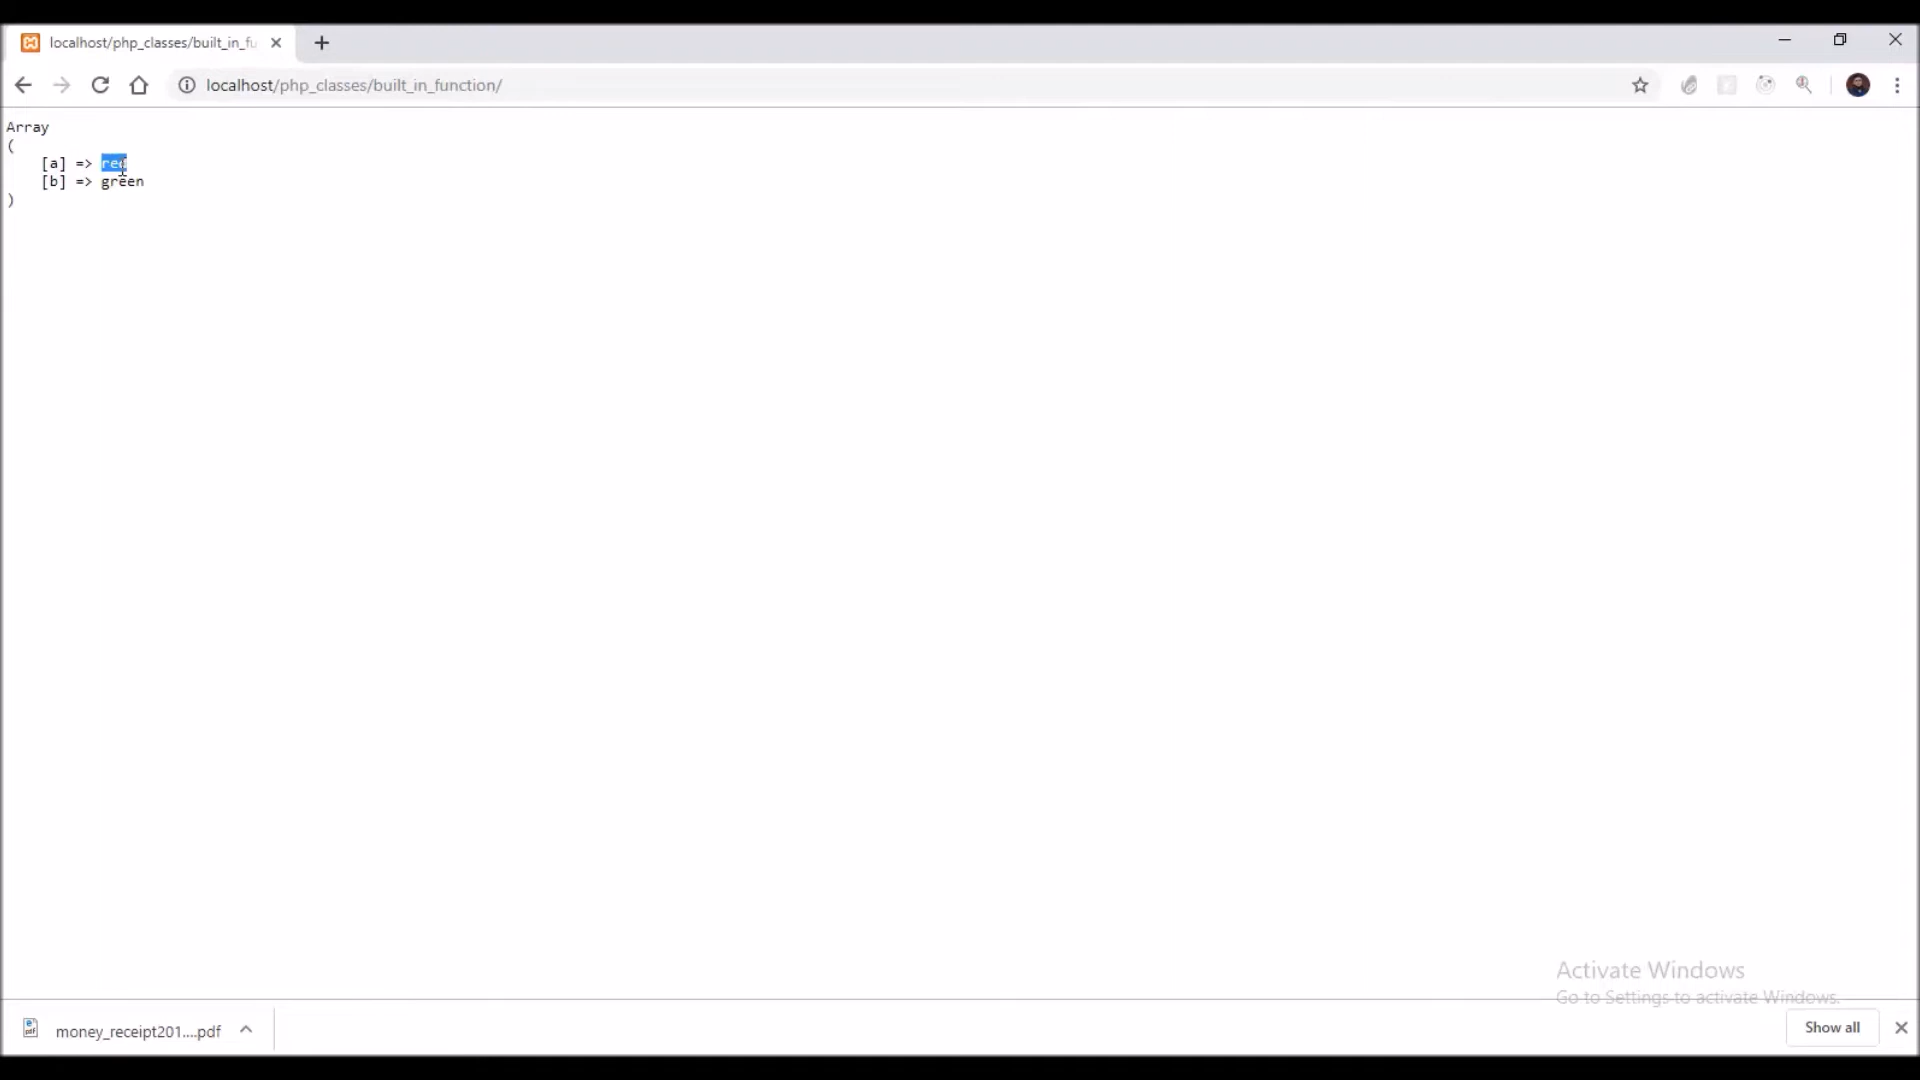 localhost/php_classes/built_in_fu
localhost/php_classes/built_in_function/
Array
(
    [a] => red
    [b] => green
)
Activate Windows
Go to Settings to activate Windows.
money_receipt201....pdf
Show all